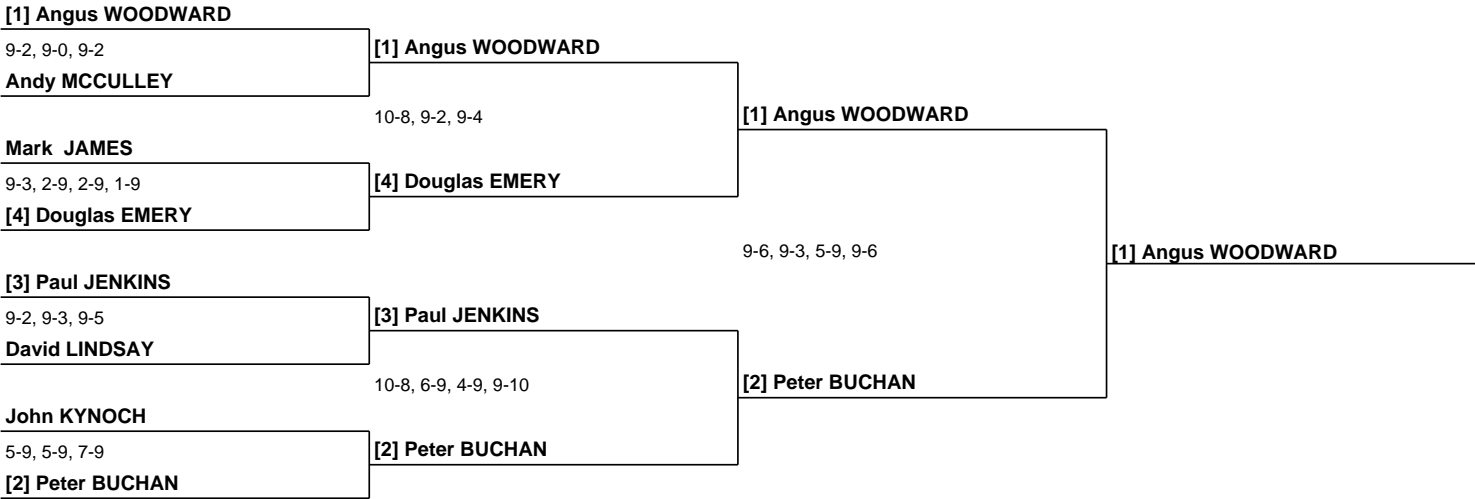 [1] Angus WOODWARD
9-2, 9-0, 9-2
[1] Angus WOODWARD
Andy MCCULLEY
10-8, 9-2, 9-4
[1] Angus WOODWARD
Mark  JAMES
9-3, 2-9, 2-9, 1-9
[4] Douglas EMERY
[4] Douglas EMERY
9-6, 9-3, 5-9, 9-6
[1] Angus WOODWARD
[3] Paul JENKINS
9-2, 9-3, 9-5
[3] Paul JENKINS
David LINDSAY
10-8, 6-9, 4-9, 9-10
[2] Peter BUCHAN
John KYNOCH
5-9, 5-9, 7-9
[2] Peter BUCHAN
[2] Peter BUCHAN